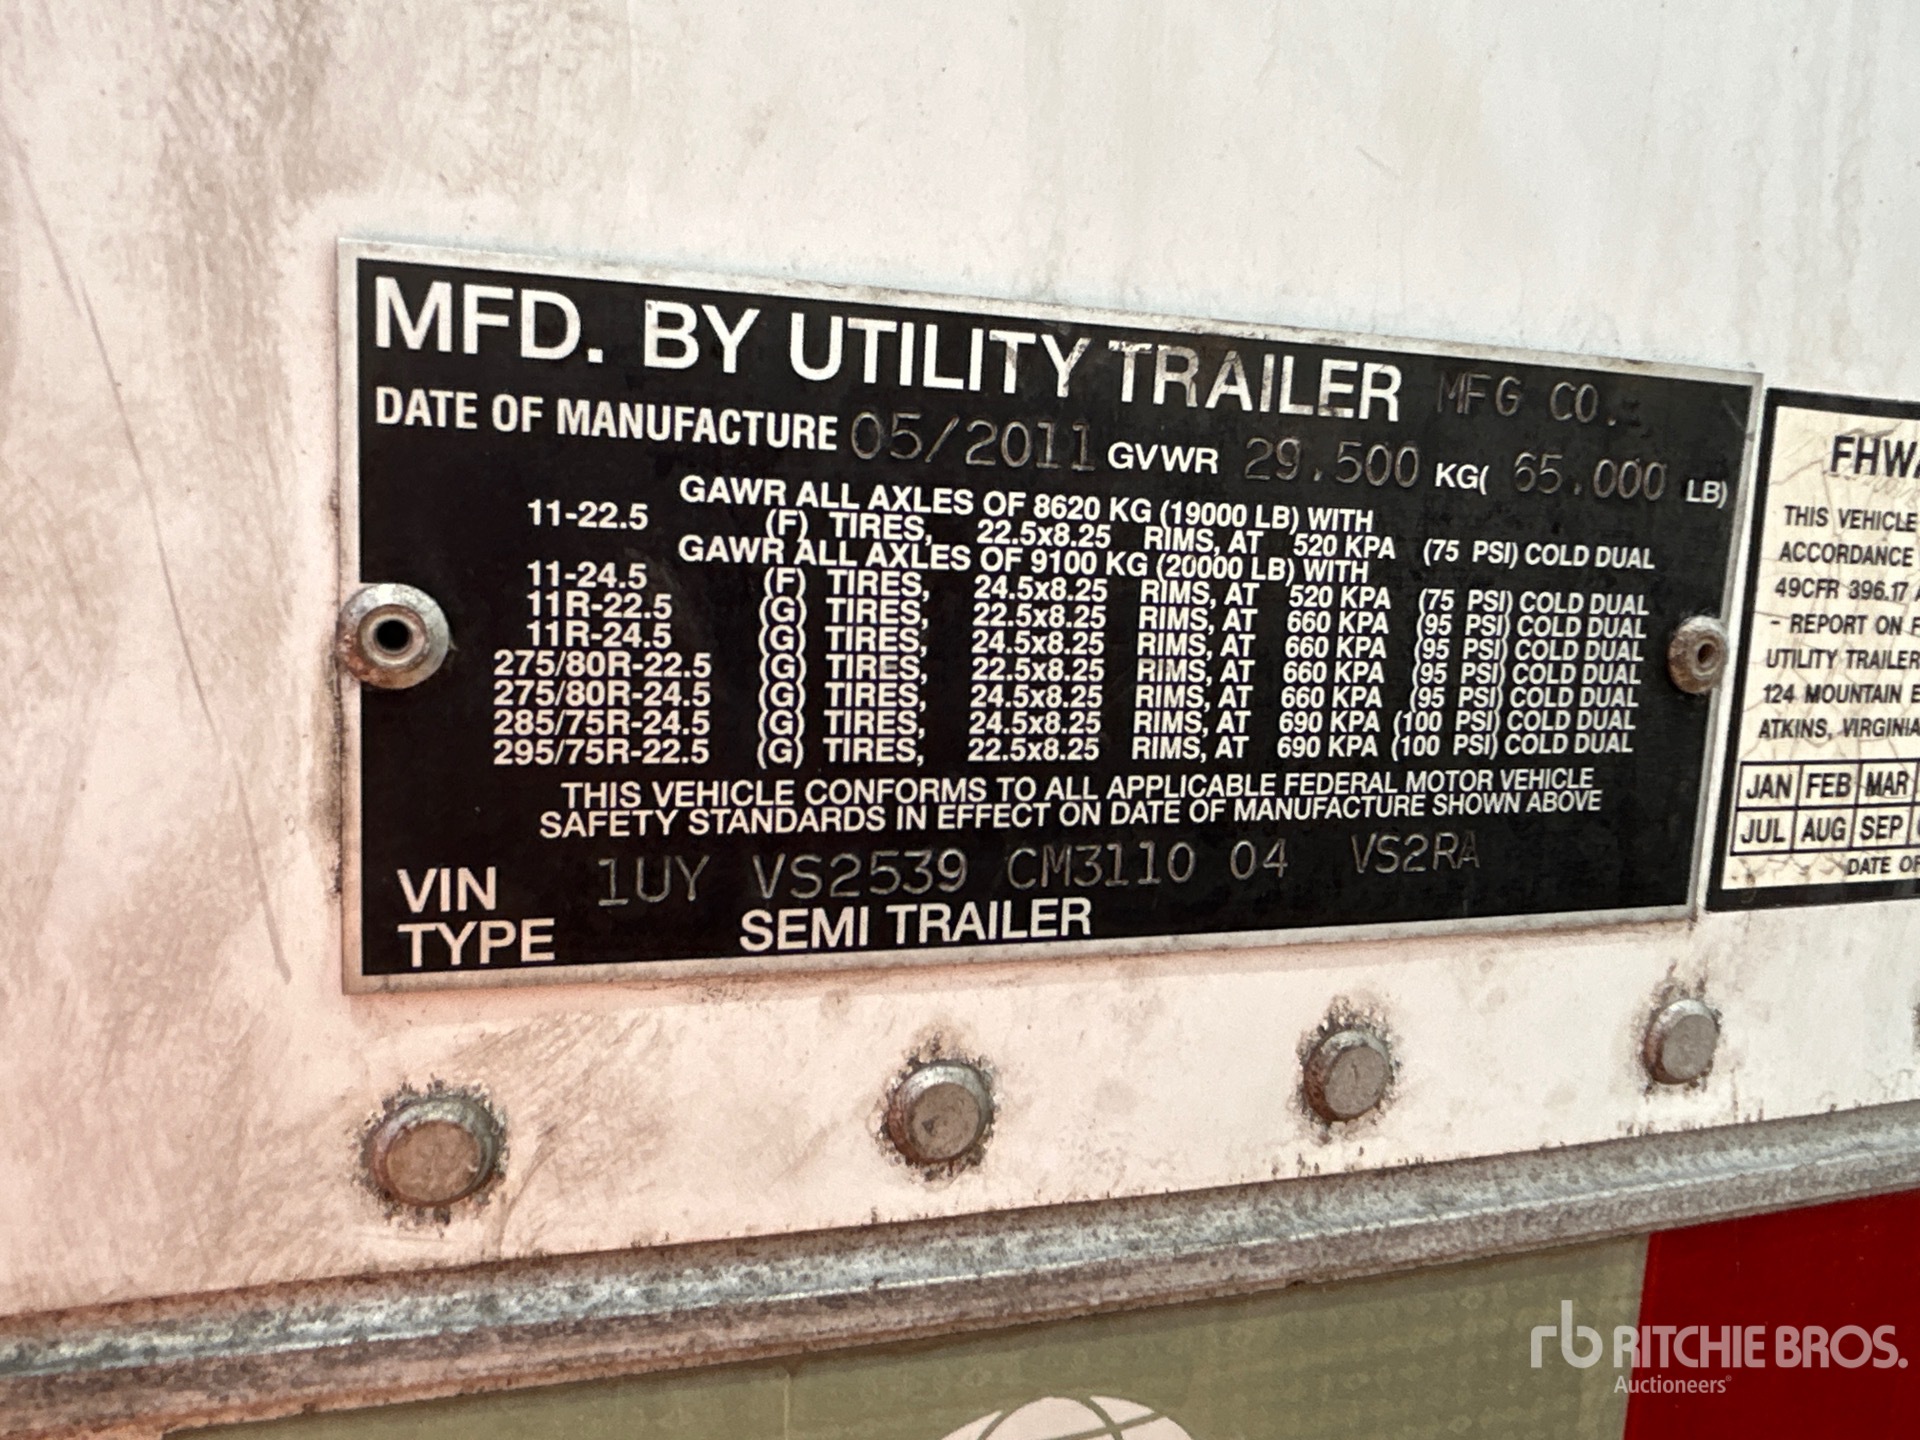 MFD. BY UTILITY TRAILER MFG CO.
DATE OF MANUFACTURE 05/2011 GVWR 29.500 KG( 65.000 LB)
GAWR ALL AXLES OF 8620 KG (19000 LB) WITH
11-22.5 (F) TIRES, 22.5x8.25 RIMS, AT 520 KPA (75 PSI) COLD DUAL
GAWR ALL AXLES OF 9100 KG (20000 LB) WITH
11-24.5 (F) TIRES, 24.5x8.25 RIMS, AT 520 KPA (75 PSI) COLD DUAL
11R-22.5 (G) TIRES, 22.5x8.25 RIMS, AT 660 KPA (95 PSI) COLD DUAL
11R-24.5 (G) TIRES, 24.5x8.25 RIMS, AT 660 KPA (95 PSI) COLD DUAL
275/80R-22.5 (G) TIRES, 22.5x8.25 RIMS, AT 660 KPA (95 PSI) COLD DUAL
275/80R-24.5 (G) TIRES, 24.5x8.25 RIMS, AT 660 KPA (95 PSI) COLD DUAL
285/75R-24.5 (G) TIRES, 24.5x8.25 RIMS, AT 690 KPA (100 PSI) COLD DUAL
295/75R-22.5 (G) TIRES, 22.5x8.25 RIMS, AT 690 KPA (100 PSI) COLD DUAL
THIS VEHICLE CONFORMS TO ALL APPLICABLE FEDERAL MOTOR VEHICLE
SAFETY STANDARDS IN EFFECT ON DATE OF MANUFACTURE SHOWN ABOVE
VIN 1UY VS2539 CM3110 04 VS2RA
TYPE SEMI TRAILER
FHWA
THIS VEHICLE
ACCORDANCE
49CFR 396.17
- REPORT ON
UTILITY TRAILER
124 MOUNTAIN
ATKINS, VIRGINIA
JAN FEB MAR
JUL AUG SEP
DATE OF
rb RITCHIE BROS.
Auctioneers